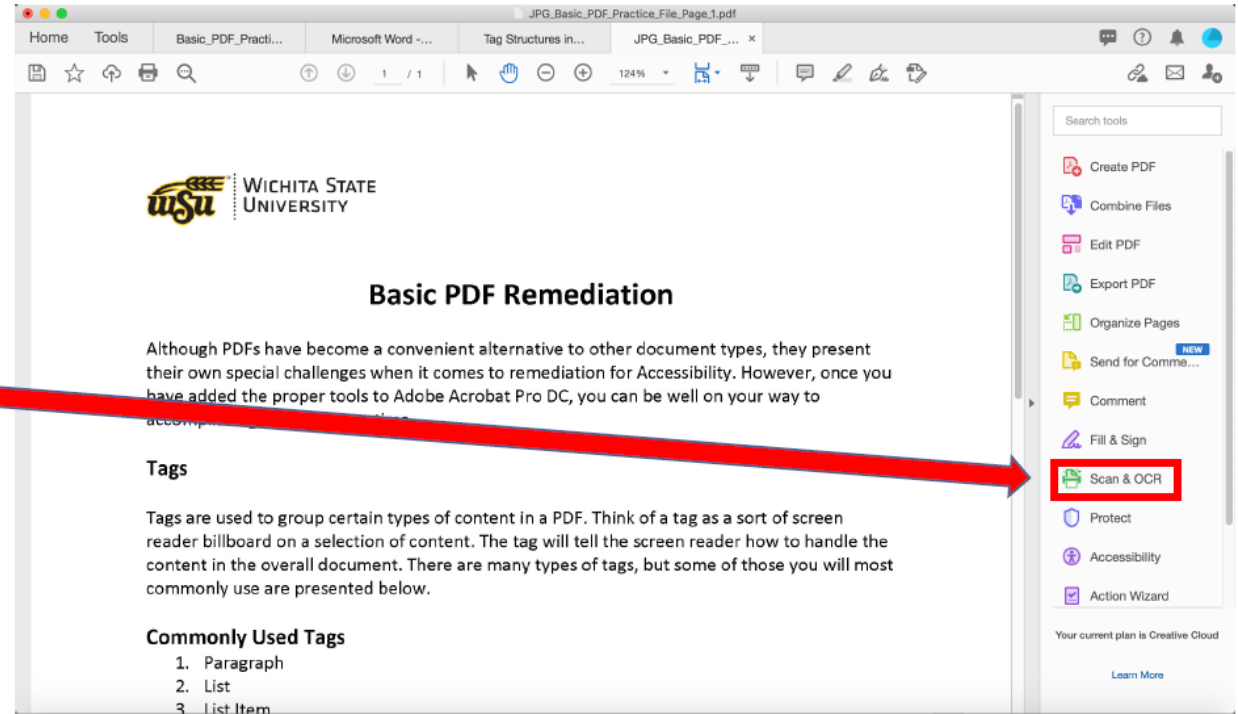 JPG_Basic_PDF_Practice_File_Page_1.pdf
Home Tools Basic_PDF_Practi... Microsoft Word -... Tag Structures in... JPG_Basic_PDF_... ×
1 / 1 124%
WSU WICHITA STATE
UNIVERSITY
Basic PDF Remediation
Although PDFs have become a convenient alternative to other document types, they present
their own special challenges when it comes to remediation for Accessibility. However, once you
have added the proper tools to Adobe Acrobat Pro DC, you can be well on your way to
Tags
Tags are used to group certain types of content in a PDF. Think of a tag as a sort of screen
reader billboard on a selection of content. The tag will tell the screen reader how to handle the
content in the overall document. There are many types of tags, but some of those you will most
commonly use are presented below.
Commonly Used Tags
1. Paragraph
2. List
3. List Item
Search tools
Create PDF
Combine Files
Edit PDF
Export PDF
Organize Pages
NEW
Send for Comme...
Comment
Fill & Sign
Scan & OCR
Protect
Accessibility
Action Wizard
Your current plan is Creative Cloud
Learn More